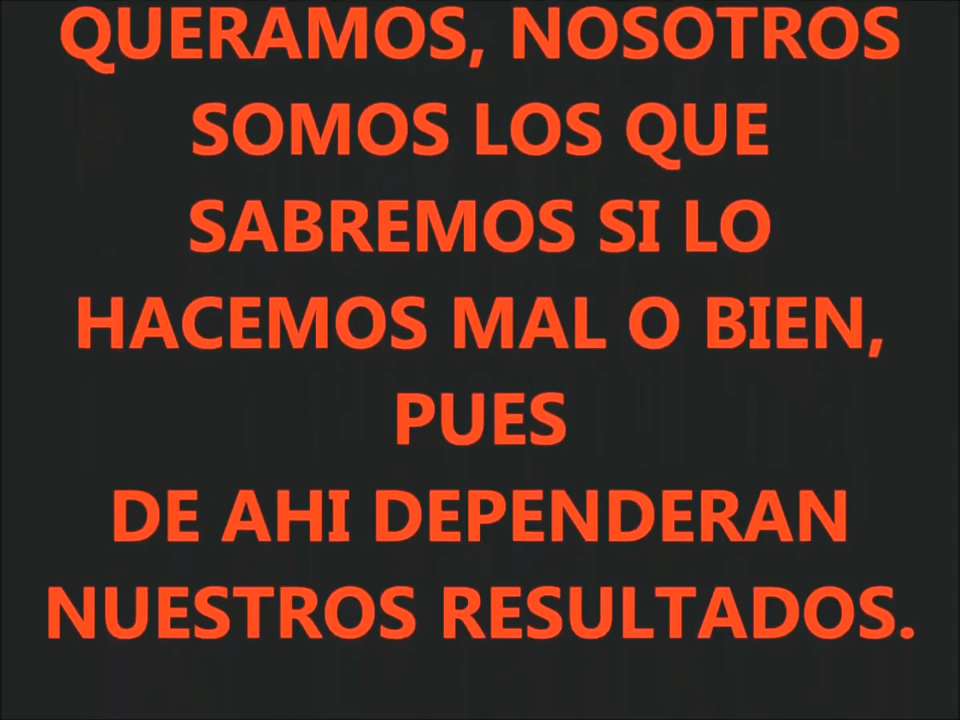 QUERAMOS, NOSOTROS
SOMOS LOS QUE
SABREMOS SI LO
HACEMOS MAL O BIEN,
PUES
DE AHI DEPENDERAN
NUESTROS RESULTADOS.